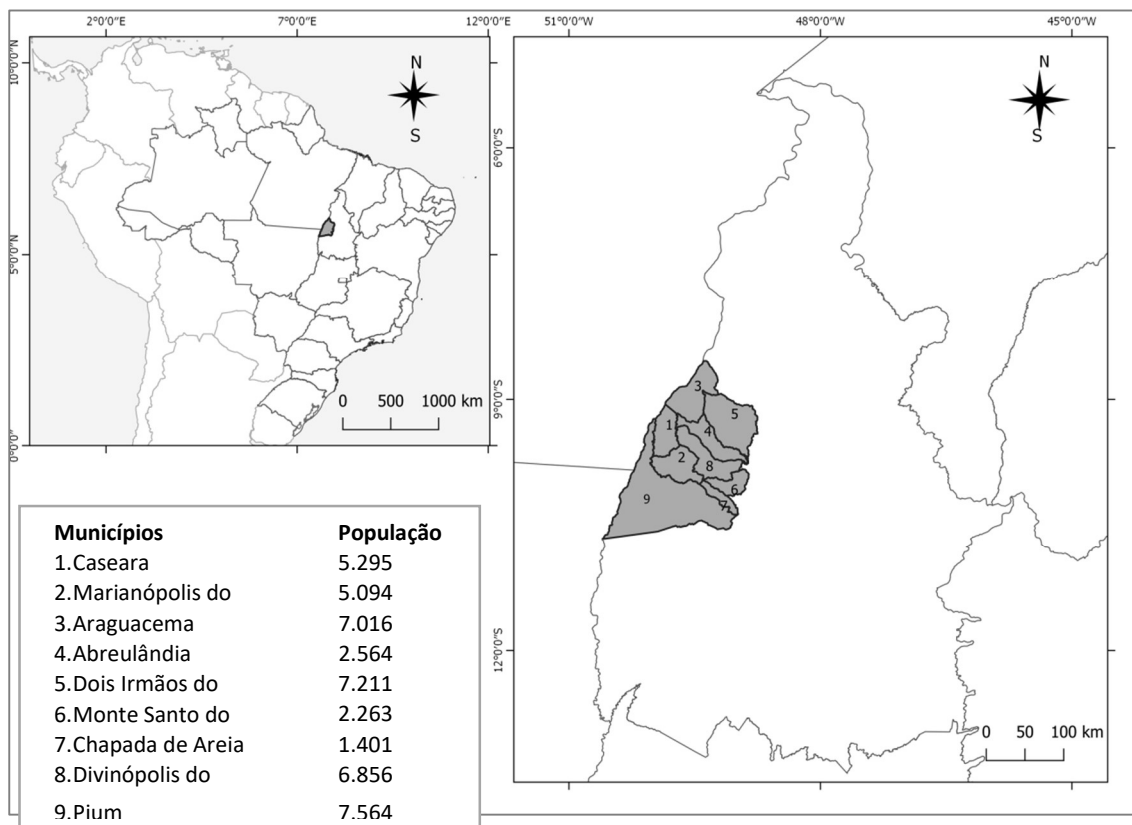 2°0'0"W 7°0'0"W 12°0'0"W
10°0'0"N
5°0'0"N
0°0'0"
N
S
0 500 1000 km
51°0'0"W 48°0'0"W 45°0'0"W
6°0'0"S
9°0'0"S
12°0'0"S
N
S
3
5
1
4
2
8
6
9
7
0 50 100 km
Municípios População
1.Caseara 5.295
2.Marianópolis do 5.094
3.Araguacema 7.016
4.Abreulândia 2.564
5.Dois Irmãos do 7.211
6.Monte Santo do 2.263
7.Chapada de Areia 1.401
8.Divinópolis do 6.856
9.Pium 7.564